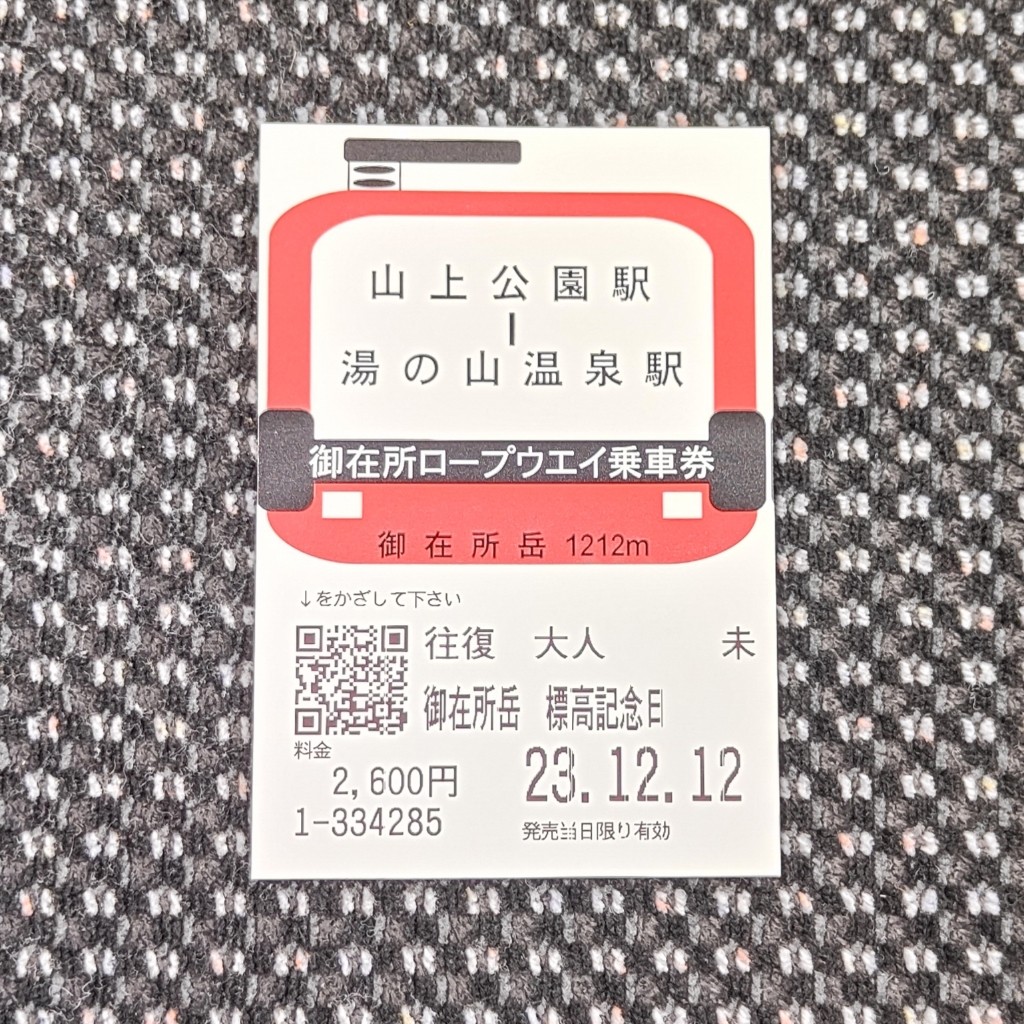 山上公園駅
ー
湯の山温泉駅
御在所ロープウエイ乗車券
御在所岳 1212m
↓をかざして下さい
往復 大人 未
御在所岳 標高記念日
料金
2,600円
23.12.12
1-334285
発売当日限り有効